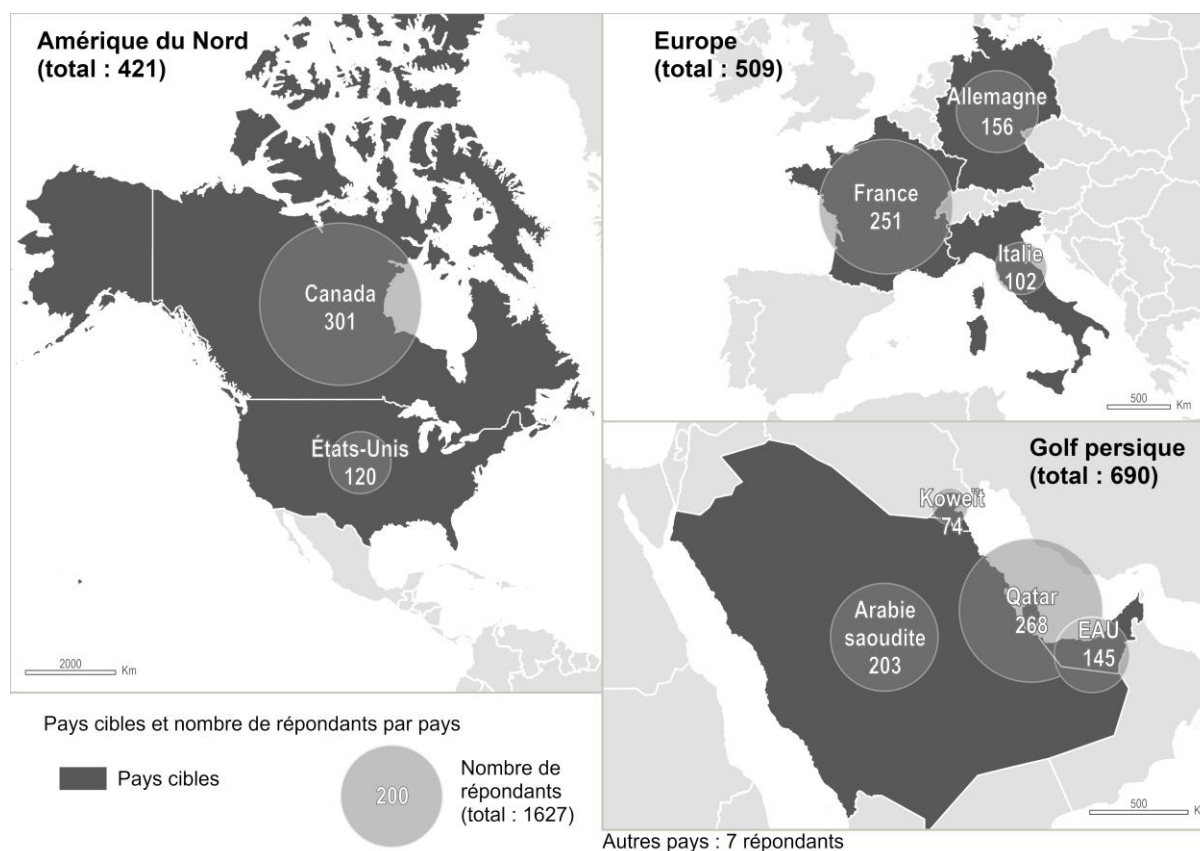 Amérique du Nord
(total : 421)
Canada
301
États-Unis
120
2000 Km
Europe
(total : 509)
Allemagne
156
France
251
Italie
102
500 Km
Golf persique
(total : 690)
Koweït
74
Qatar
268
Arabie
saoudite
203
EAU
145
500 K
Pays cibles et nombre de répondants par pays
Pays cibles
200
Nombre de
répondants
(total : 1627)
Autres pays : 7 répondants